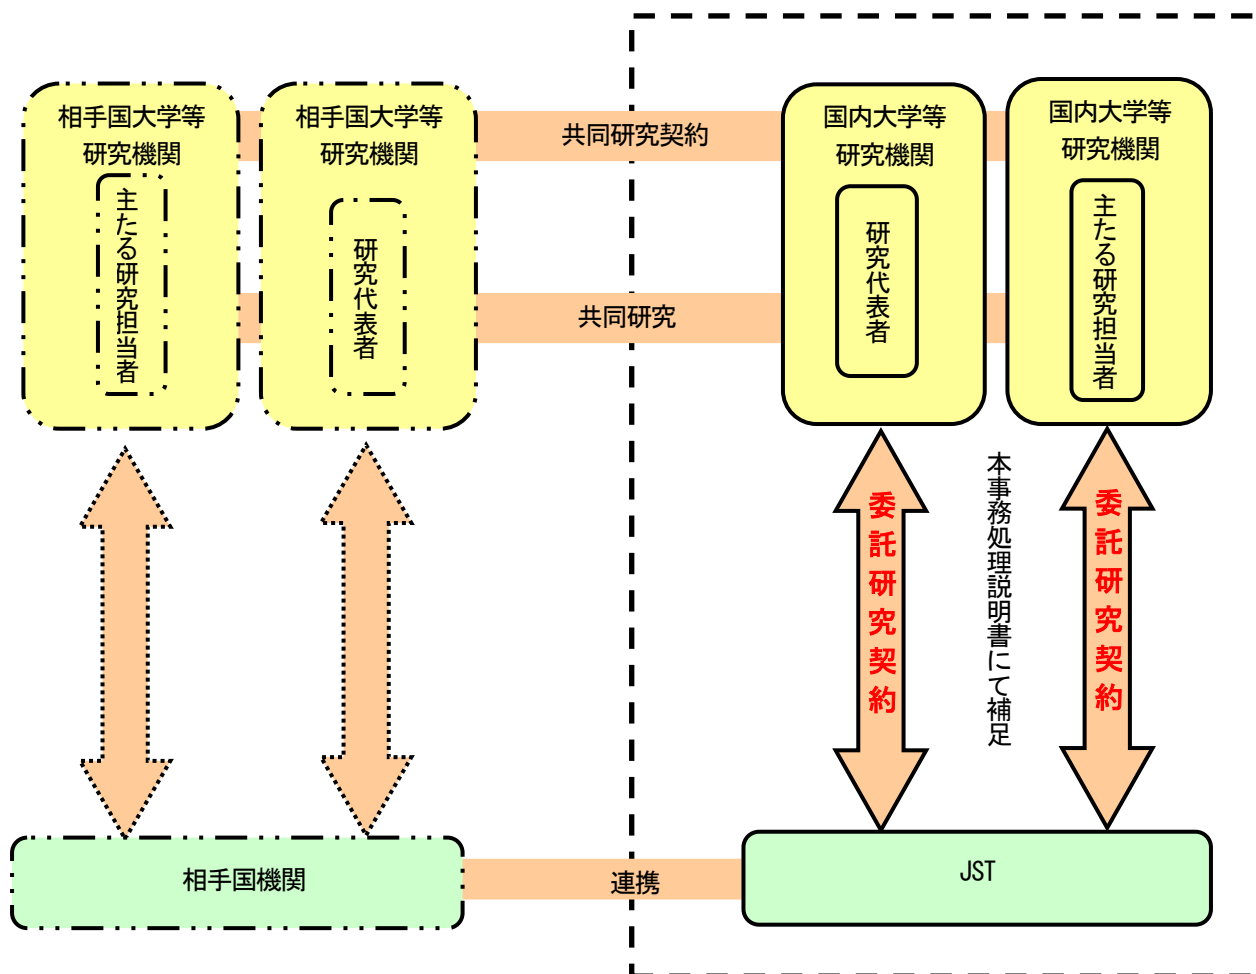 相手国大学等
研究機関
主たる研究担当者
相手国大学等
研究機関
研究代表者
共同研究契約
共同研究
国内大学等
研究機関
研究代表者
国内大学等
研究機関
主たる研究担当者
委託研究契約
本事務処理説明書にて補足
委託研究契約
相手国機関
連携
JST